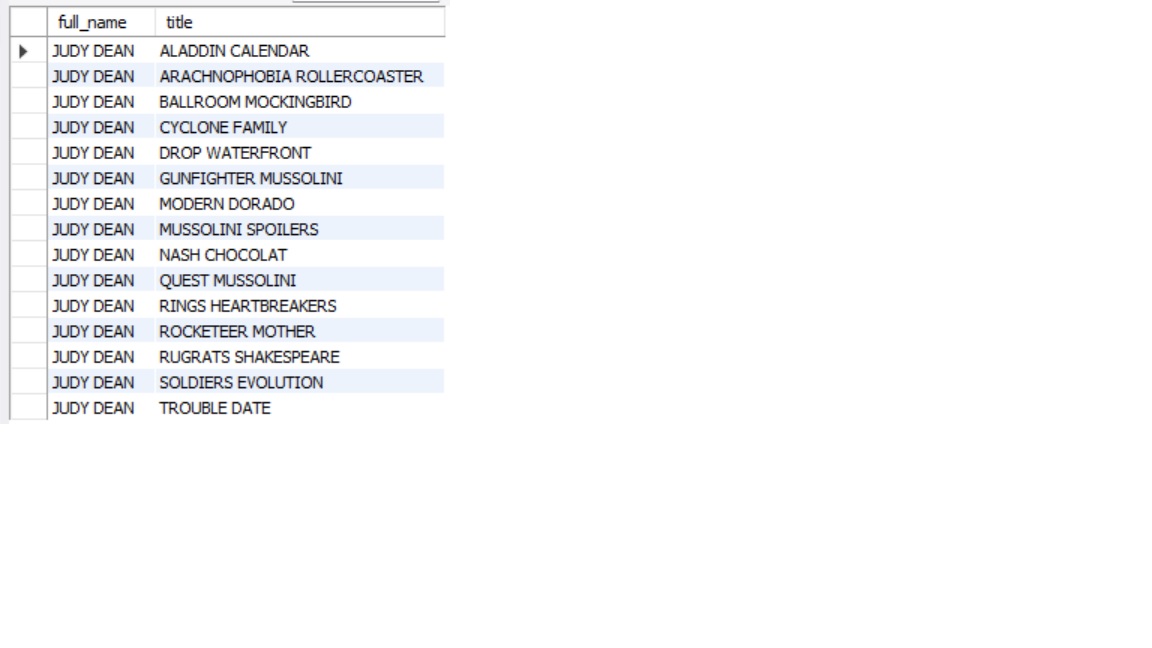 full_name title
JUDY DEAN ALADDIN CALENDAR
JUDY DEAN ARACHNOPHOBIA ROLLERCOASTER
JUDY DEAN BALLROOM MOCKINGBIRD
JUDY DEAN CYCLONE FAMILY
JUDY DEAN DROP WATERFRONT
JUDY DEAN GUNFIGHTER MUSSOLINI
JUDY DEAN MODERN DORADO
JUDY DEAN MUSSOLINI SPOILERS
JUDY DEAN NASH CHOCOLAT
JUDY DEAN QUEST MUSSOLINI
JUDY DEAN RINGS HEARTBREAKERS
JUDY DEAN ROCKETEER MOTHER
JUDY DEAN RUGRATS SHAKESPEARE
JUDY DEAN SOLDIERS EVOLUTION
JUDY DEAN TROUBLE DATE